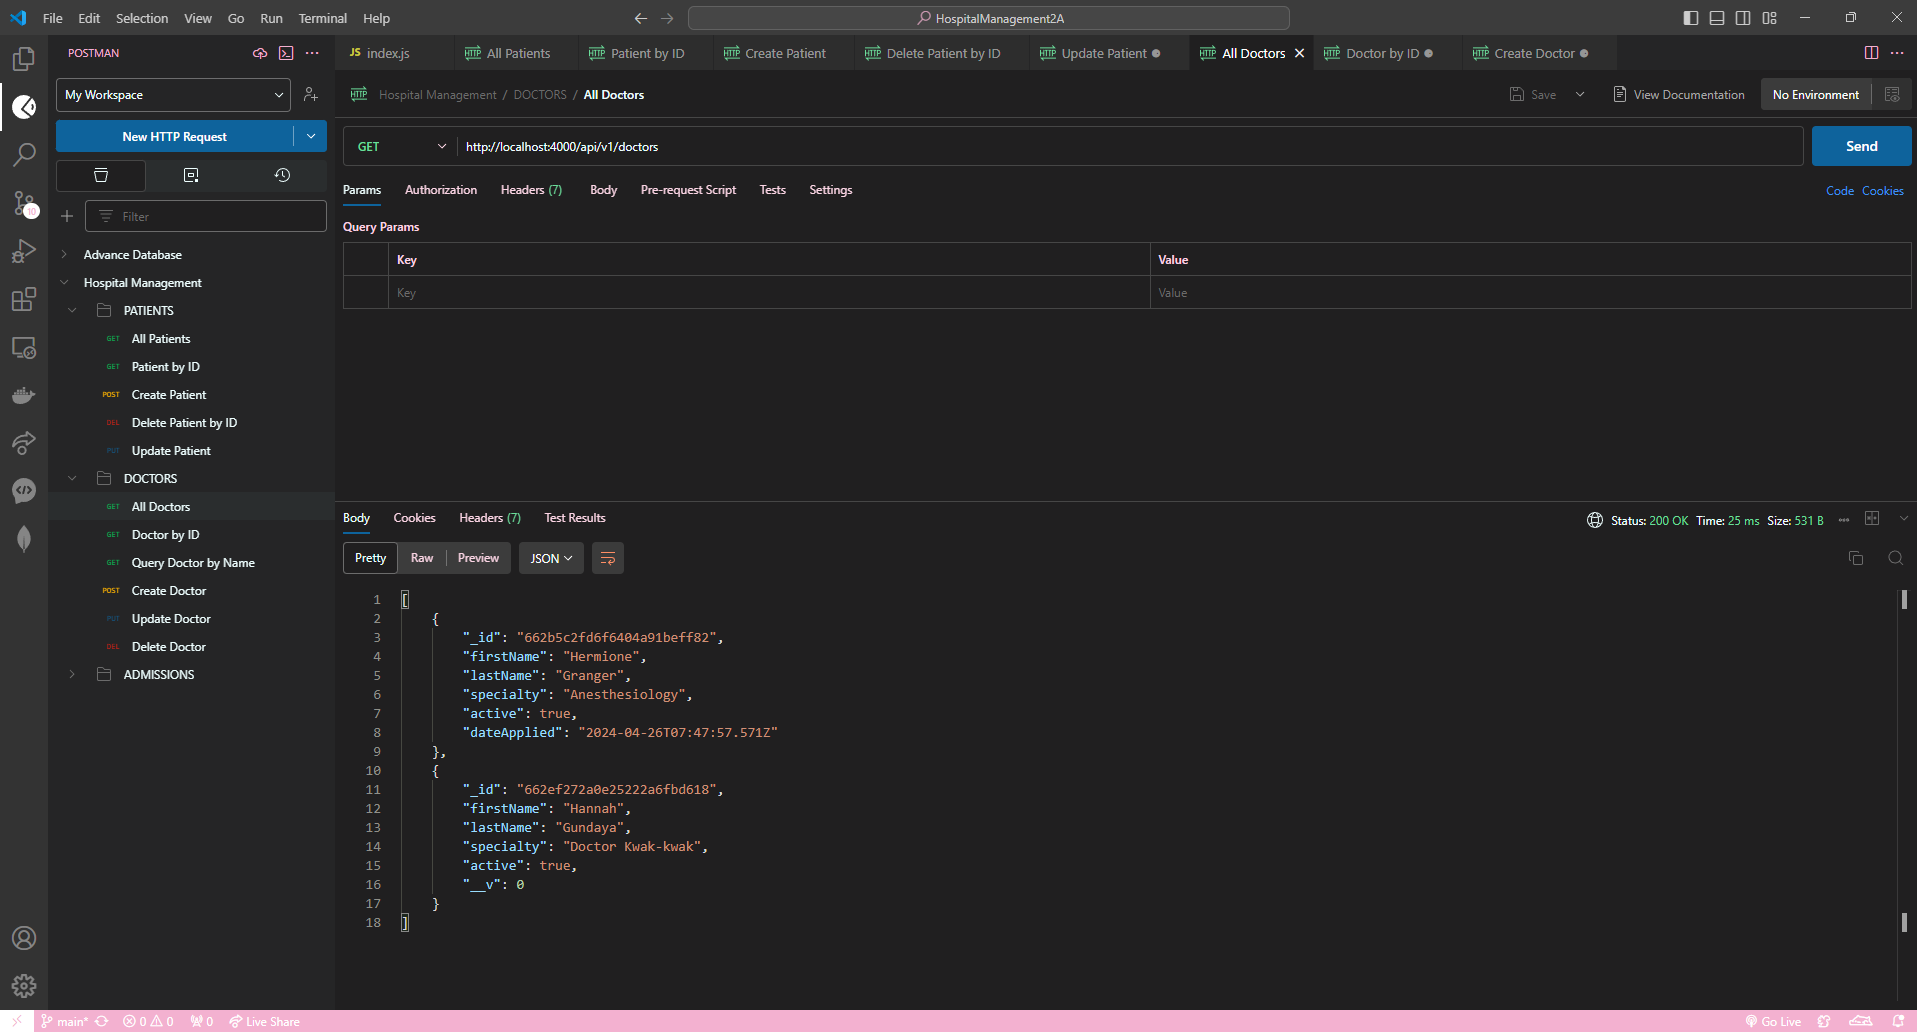 File Edit Selection View Go Run Terminal Help
HospitalManagement2A
POSTMAN
JS index.js
HTTP All Patients
HTTP Patient by ID
HTTP Create Patient
HTTP Delete Patient by ID
HTTP Update Patient
HTTP All Doctors
HTTP Doctor by ID
HTTP Create Doctor
My Workspace
HTTP Hospital Management / DOCTORS / All Doctors
Save
View Documentation
No Environment
New HTTP Request
GET http://localhost:4000/api/v1/doctors
Send
Params Authorization Headers (7) Body Pre-request Script Tests Settings
Code Cookies
10
Filter
Query Params
Key Value
Key Value
Advance Database
Hospital Management
PATIENTS
GET All Patients
GET Patient by ID
POST Create Patient
DEL Delete Patient by ID
PUT Update Patient
DOCTORS
GET All Doctors
GET Doctor by ID
GET Query Doctor by Name
POST Create Doctor
PUT Update Doctor
DEL Delete Doctor
ADMISSIONS
Body Cookies Headers (7) Test Results
Status: 200 OK Time: 25 ms Size: 531 B
Pretty Raw Preview JSON
1 [
2 {
3 "_id": "662b5c2fd6f6404a91beff82",
4 "firstName": "Hermione",
5 "lastName": "Granger",
6 "specialty": "Anesthesiology",
7 "active": true,
8 "dateApplied": "2024-04-26T07:47:57.571Z"
9 },
10 {
11 "_id": "662ef272a0e25222a6fbd618",
12 "firstName": "Hannah",
13 "lastName": "Gundaya",
14 "specialty": "Doctor Kwak-kwak",
15 "active": true,
16 "__v": 0
17 }
18 ]
main* 0 0 0 Live Share
Go Live